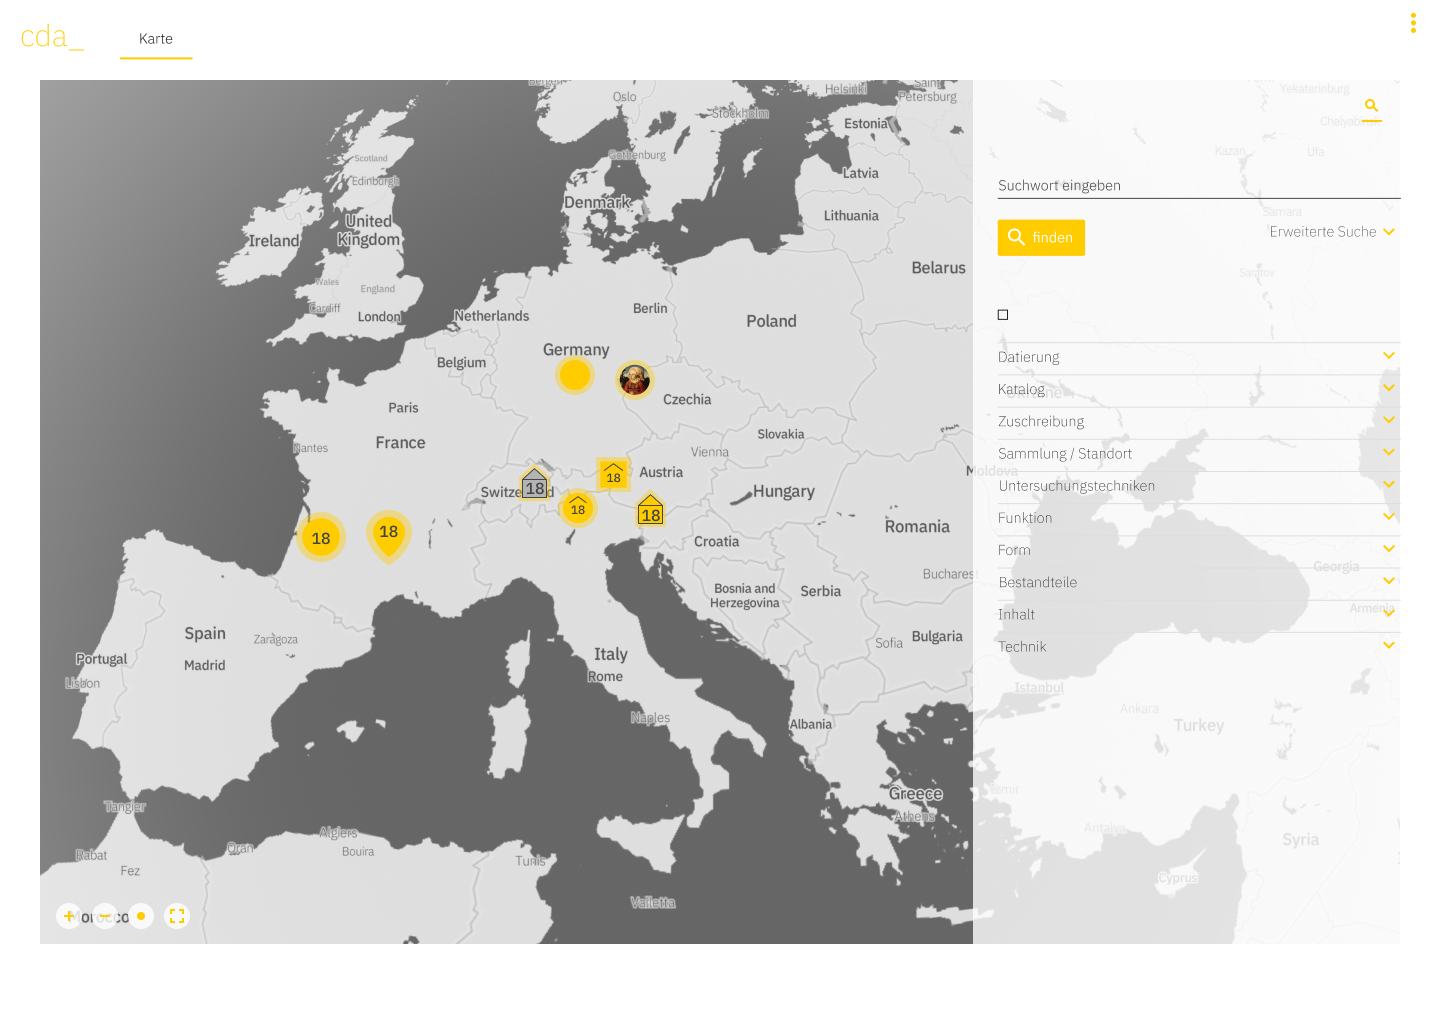 cda_
Karte
Bergen
Oslo
Helsinki
Saint
Petersburg
Stockholm
Estonia
Gothenburg
Scotland
Edinburgh
Latvia
Denmark
Lithuania
United
Kingdom
Ireland
Belarus
Wales
England
Cardiff
London
Netherlands
Berlin
Poland
Germany
Belgium
Czechia
Paris
France
Slovakia
Nantes
Vienna
Austria
18
Switzerland
18
Hungary
18
18
Romania
18
18
Croatia
Bucharest
Bosnia and
Herzegovina
Serbia
Spain
Zaragoza
Bulgaria
Sofia
Portugal
Madrid
Italy
Rome
Lisbon
Naples
Albania
Greece
Athens
Tangier
Algiers
Oran
Bouira
Rabat
Fez
Tunis
Valletta
Morocco
Yekaterinburg
Chelyabinsk
Kazan
Ufa
Suchwort eingeben
Samara
finden
Erweiterte Suche
Saratov
Datierung
Katalog
Ukraine
Zuschreibung
Sammlung / Standort
Moldova
Untersuchungstechniken
Funktion
Form
Georgia
Bestandteile
Inhalt
Armenia
Technik
Istanbul
Ankara
Turkey
Izmir
Antalya
Syria
Cyprus